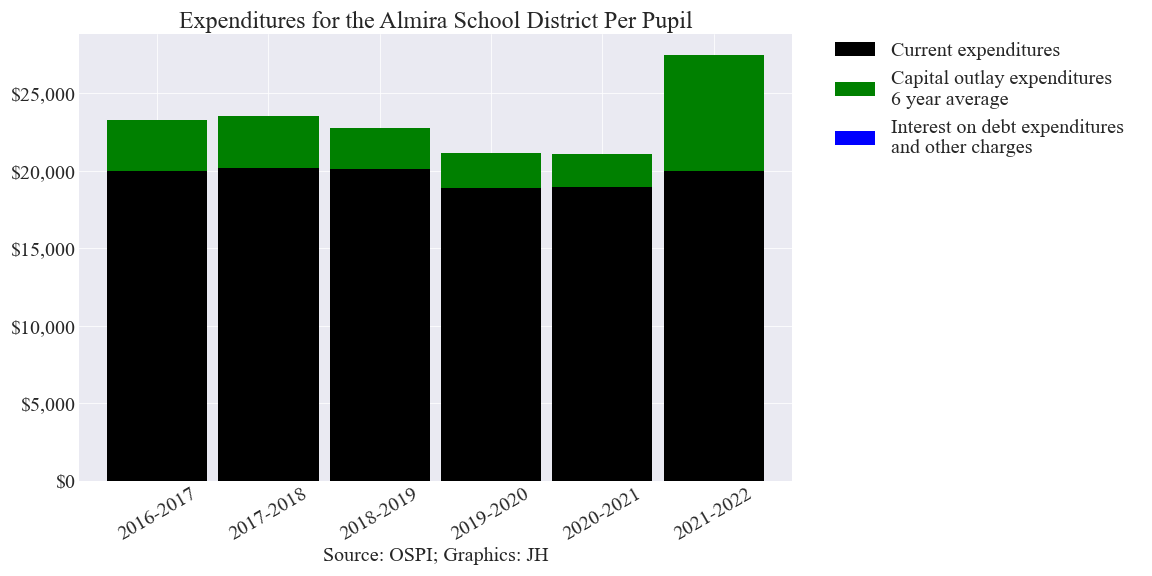 Expenditures for the Almira School District Per Pupil
Current expenditures
Capital outlay expenditures
6 year average
Interest on debt expenditures
and other charges
$25,000
$20,000
$15,000
$10,000
$5,000
$0
2016-2017
2017-2018
2018-2019
2019-2020
2020-2021
2021-2022
Source: OSPI; Graphics: JH